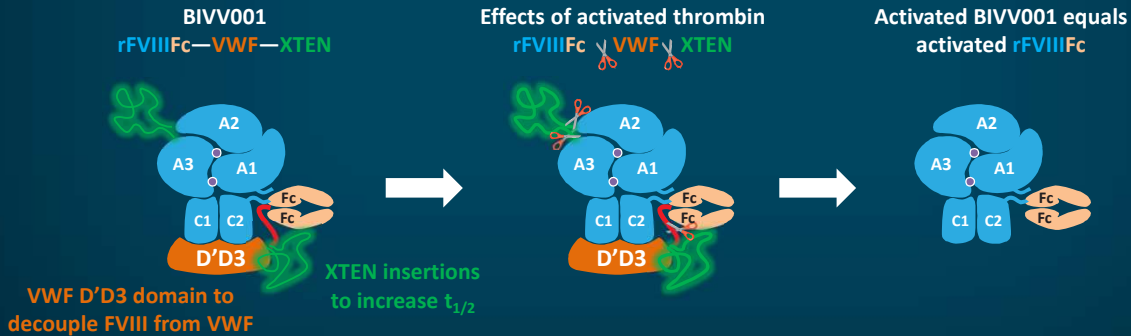 BIVV001
rFVIIIFc—VWF—XTEN
A2
A3
A1
Fc
Fc
C1
C2
D'D3
VWF D'D3 domain to
decouple FVIII from VWF
XTEN insertions
to increase t1/2
Effects of activated thrombin
rFVIIIFc VWF XTEN
A2
A3
A1
Fc
Fc
C1
C2
D'D3
Activated BIVV001 equals
activated rFVIIIFc
A2
A3
A1
Fc
Fc
C1
C2